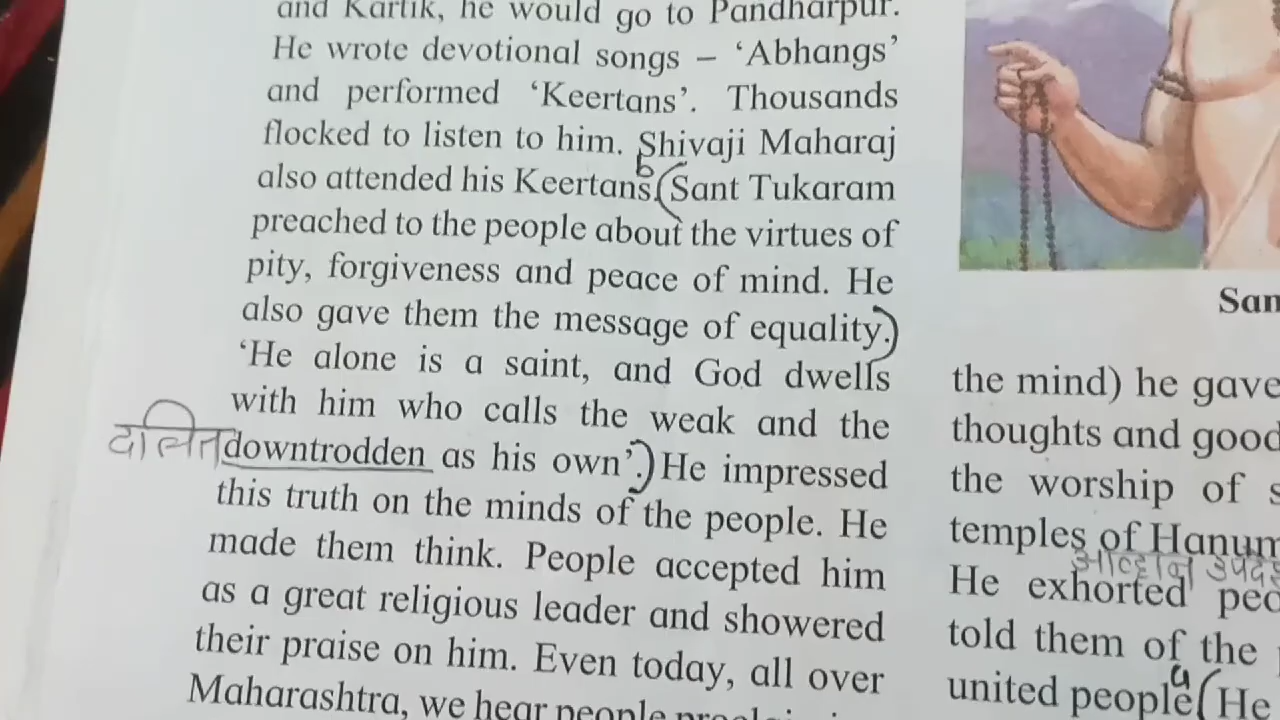 and Kartik, he would go to Pandharpur.
He wrote devotional songs – ‘Abhangs’
and performed ‘Keertans’. Thousands
flocked to listen to him. Shivaji Maharaj
also attended his Keertans. Sant Tukaram
preached to the people about the virtues of
pity, forgiveness and peace of mind. He
also gave them the message of equality.
‘He alone is a saint, and God dwells
with him who calls the weak and the
दलित downtrodden as his own’. He impressed
this truth on the minds of the people. He
made them think. People accepted him
as a great religious leader and showered
their praise on him. Even today, all over
Maharashtra, we hear people
San
the mind) he gave
thoughts and good
the worship of s
temples of Hanum
He exhorted peo
told them of the
united people He